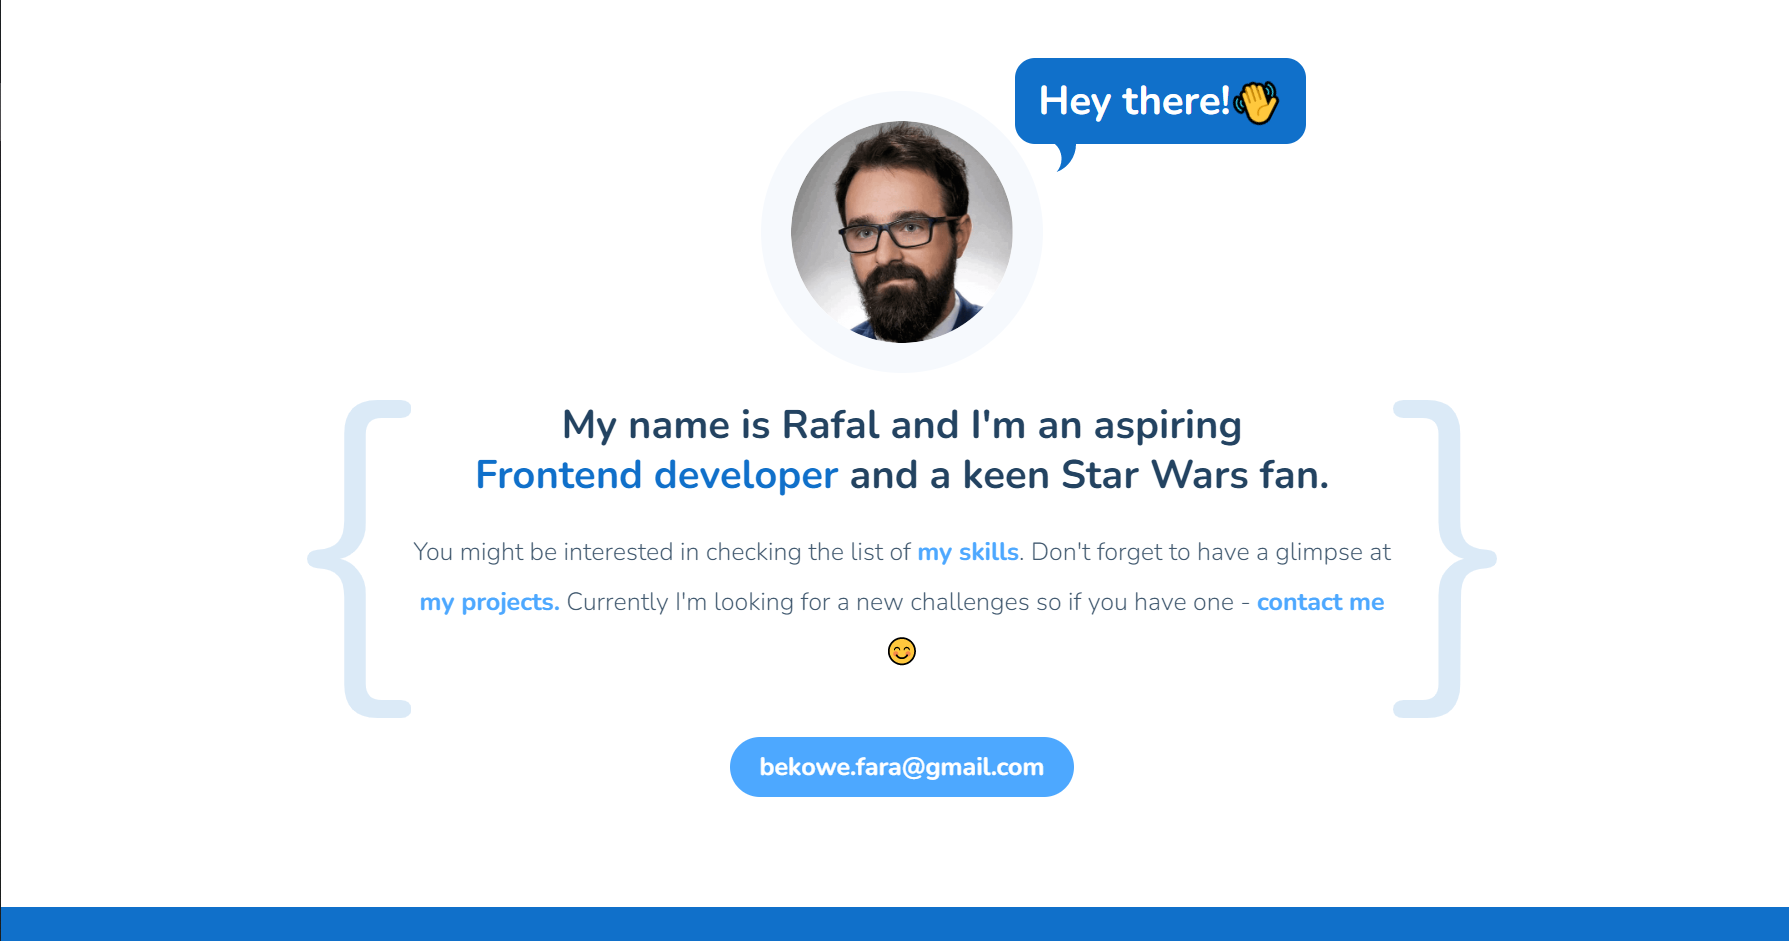 Hey there!👋
My name is Rafal and I'm an aspiring
Frontend developer and a keen Star Wars fan.
You might be interested in checking the list of my skills. Don't forget to have a glimpse at
my projects. Currently I'm looking for a new challenges so if you have one - contact me
😊
bekowe.fara@gmail.com